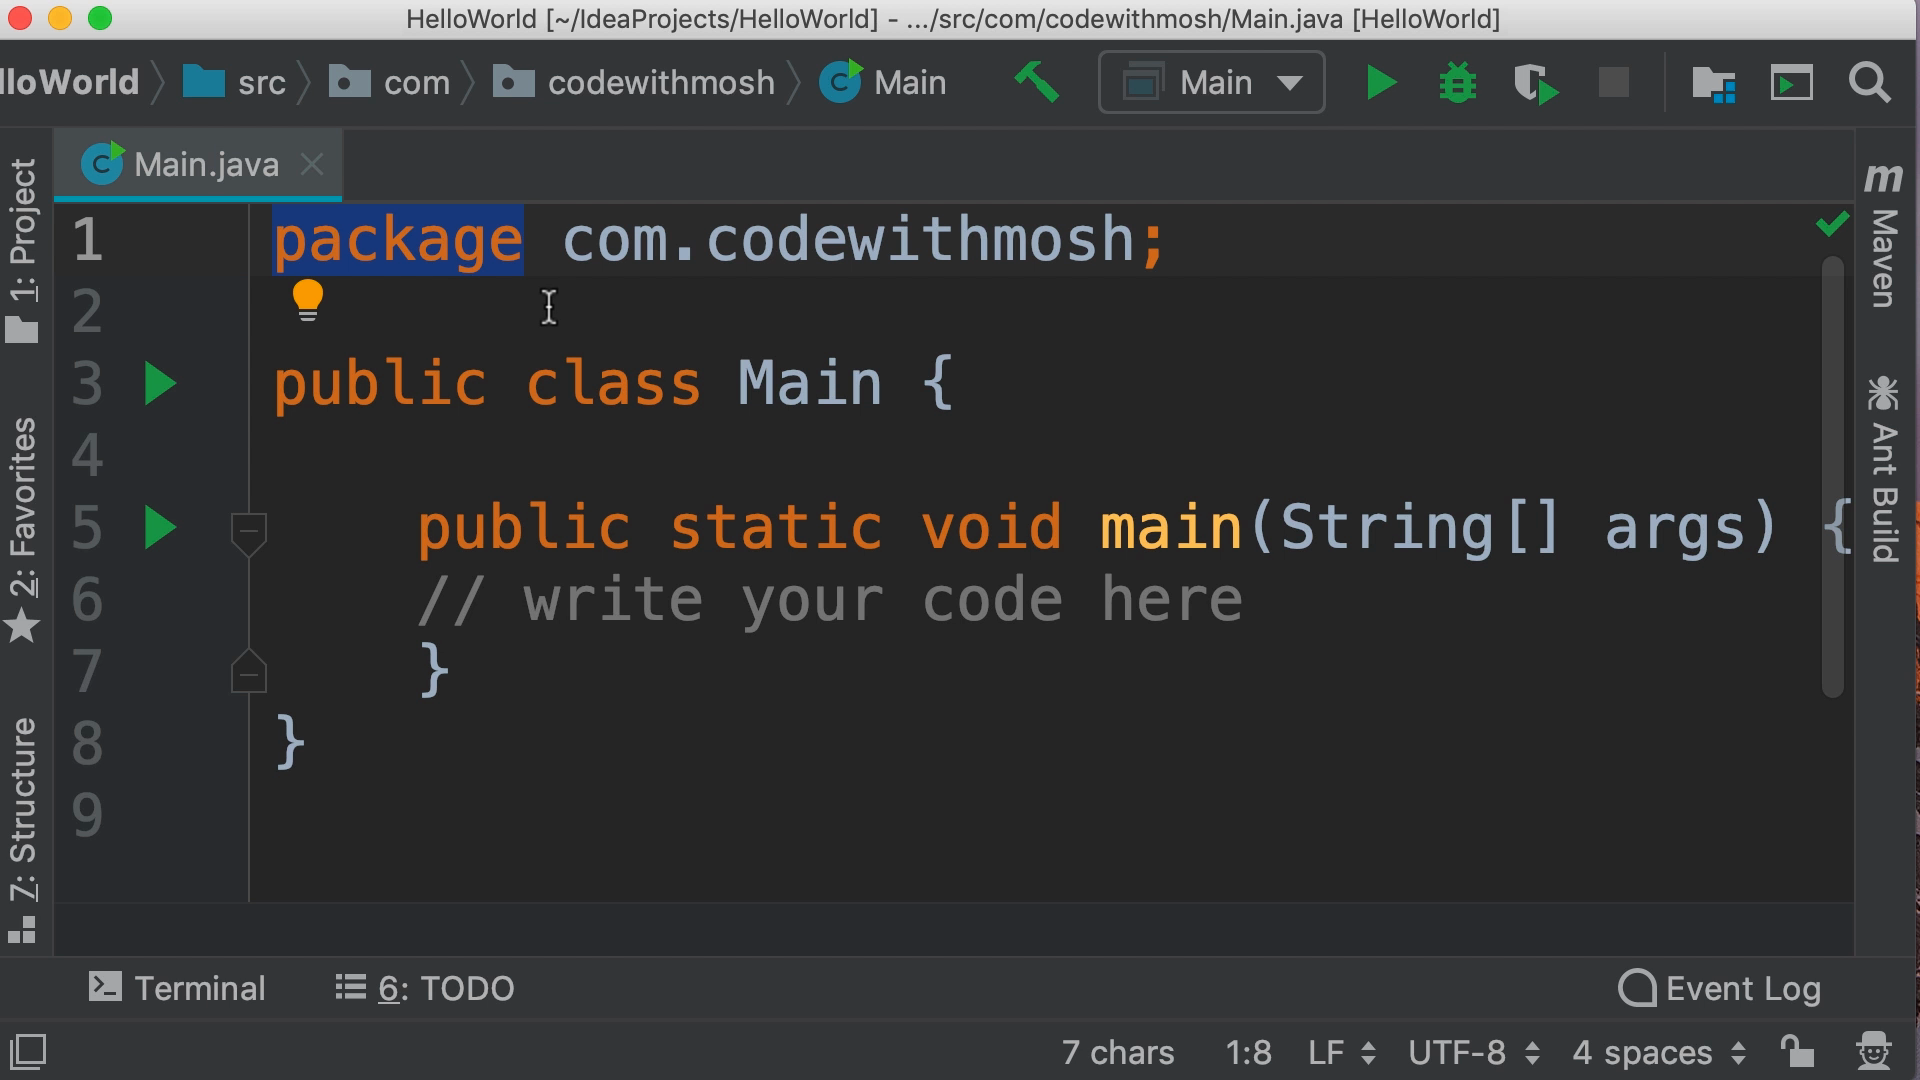 HelloWorld [~/IdeaProjects/HelloWorld] - .../src/com/codewithmosh/Main.java [HelloWorld]
lloWorld src com codewithmosh Main Main
Main.java
1: Project
2: Favorites
7: Structure
1 package com.codewithmosh;
2
3 public class Main {
4
5 public static void main(String[] args) {
6 // write your code here
7 }
8 }
9
m Maven
Ant Build
Terminal 6: TODO Event Log
7 chars 1:8 LF UTF-8 4 spaces